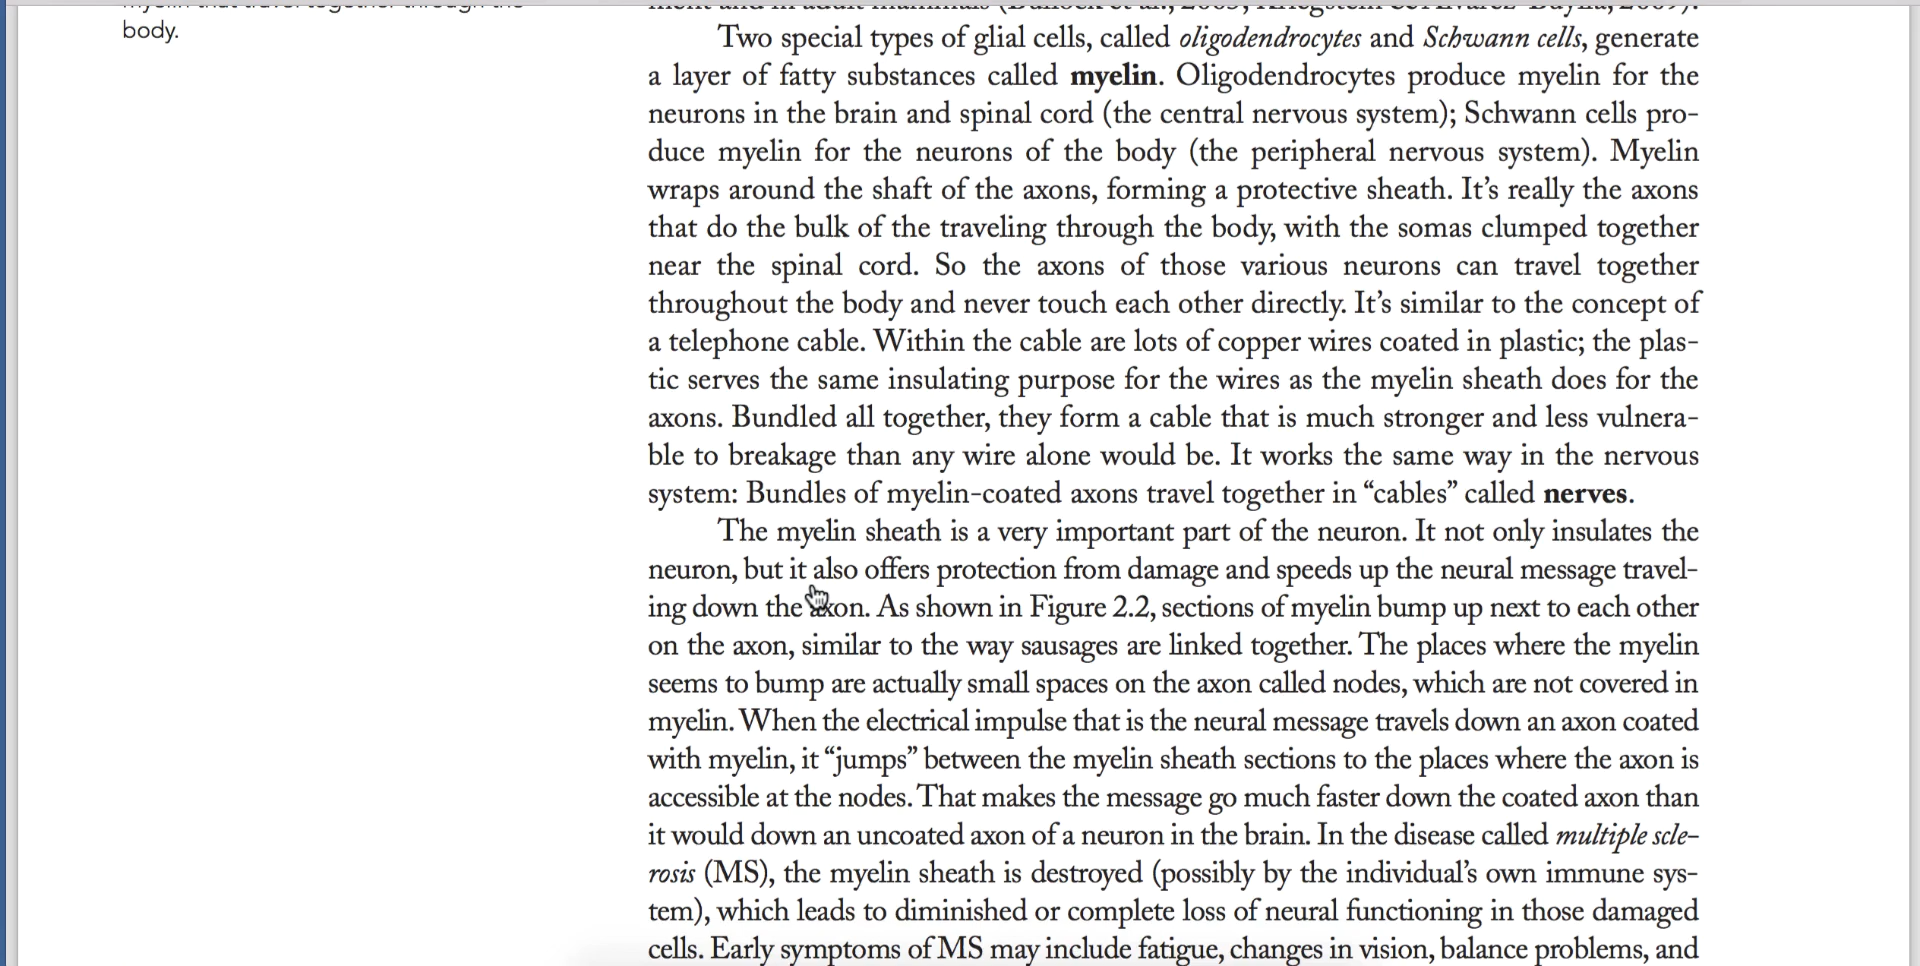 body.
Two special types of glial cells, called oligodendrocytes and Schwann cells, generate
a layer of fatty substances called myelin. Oligodendrocytes produce myelin for the
neurons in the brain and spinal cord (the central nervous system); Schwann cells pro-
duce myelin for the neurons of the body (the peripheral nervous system). Myelin
wraps around the shaft of the axons, forming a protective sheath. It’s really the axons
that do the bulk of the traveling through the body, with the somas clumped together
near the spinal cord. So the axons of those various neurons can travel together
throughout the body and never touch each other directly. It’s similar to the concept of
a telephone cable. Within the cable are lots of copper wires coated in plastic; the plas-
tic serves the same insulating purpose for the wires as the myelin sheath does for the
axons. Bundled all together, they form a cable that is much stronger and less vulnera-
ble to breakage than any wire alone would be. It works the same way in the nervous
system: Bundles of myelin-coated axons travel together in “cables” called nerves.
The myelin sheath is a very important part of the neuron. It not only insulates the
neuron, but it also offers protection from damage and speeds up the neural message travel-
ing down the axon. As shown in Figure 2.2, sections of myelin bump up next to each other
on the axon, similar to the way sausages are linked together. The places where the myelin
seems to bump are actually small spaces on the axon called nodes, which are not covered in
myelin. When the electrical impulse that is the neural message travels down an axon coated
with myelin, it “jumps” between the myelin sheath sections to the places where the axon is
accessible at the nodes. That makes the message go much faster down the coated axon than
it would down an uncoated axon of a neuron in the brain. In the disease called multiple scle-
rosis (MS), the myelin sheath is destroyed (possibly by the individual’s own immune sys-
tem), which leads to diminished or complete loss of neural functioning in those damaged
cells. Early symptoms of MS may include fatigue, changes in vision, balance problems, and